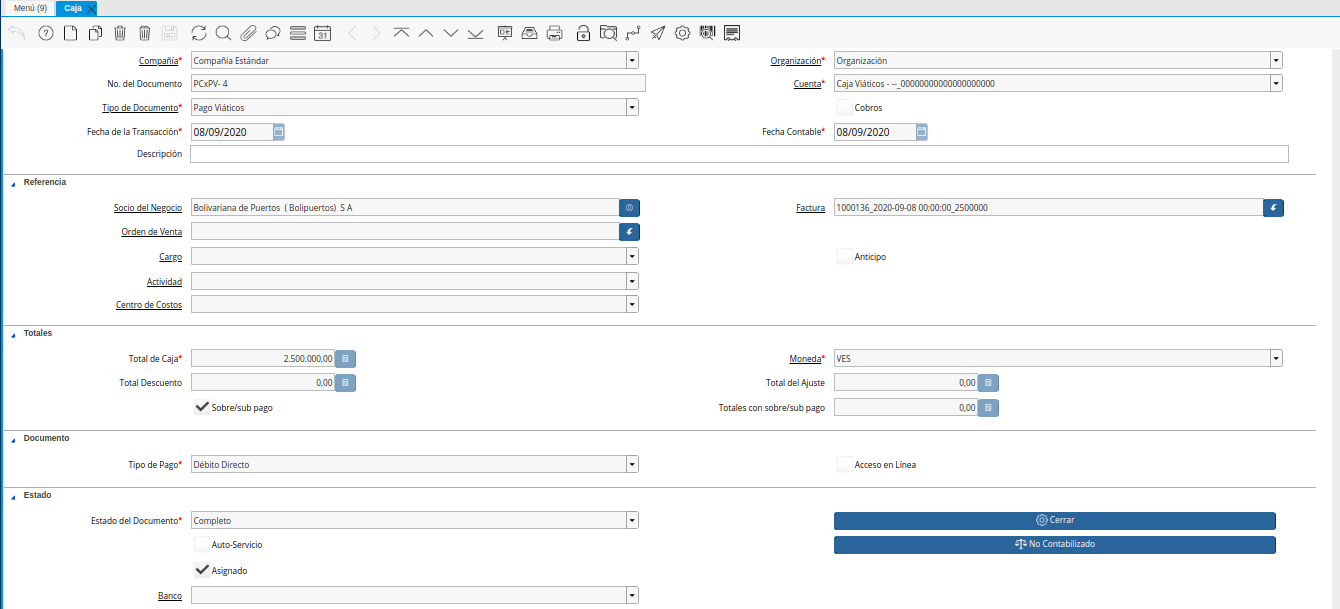 Menú (9) Caja
31
Compañía* Compañía Estándar Organización* Organización
No. del Documento PCxPV- 4 Cuenta* Caja Viáticos - --_00000000000000000000
Tipo de Documento* Pago Viáticos Cobros
Fecha de la Transacción* 08/09/2020 Fecha Contable* 08/09/2020
Descripción
Referencia
Socio del Negocio Bolivariana de Puertos ( Bolipuertos) S A Factura 1000136_2020-09-08 00:00:00_2500000
Orden de Venta
Cargo Anticipo
Actividad
Centro de Costos
Totales
Total de Caja* 2.500.000,00 Moneda* VES
Total Descuento 0,00 Total del Ajuste 0,00
Sobre/sub pago Totales con sobre/sub pago 0,00
Documento
Tipo de Pago* Débito Directo Acceso en Línea
Estado
Estado del Documento* Completo Cerrar
Auto-Servicio No Contabilizado
Asignado
Banco